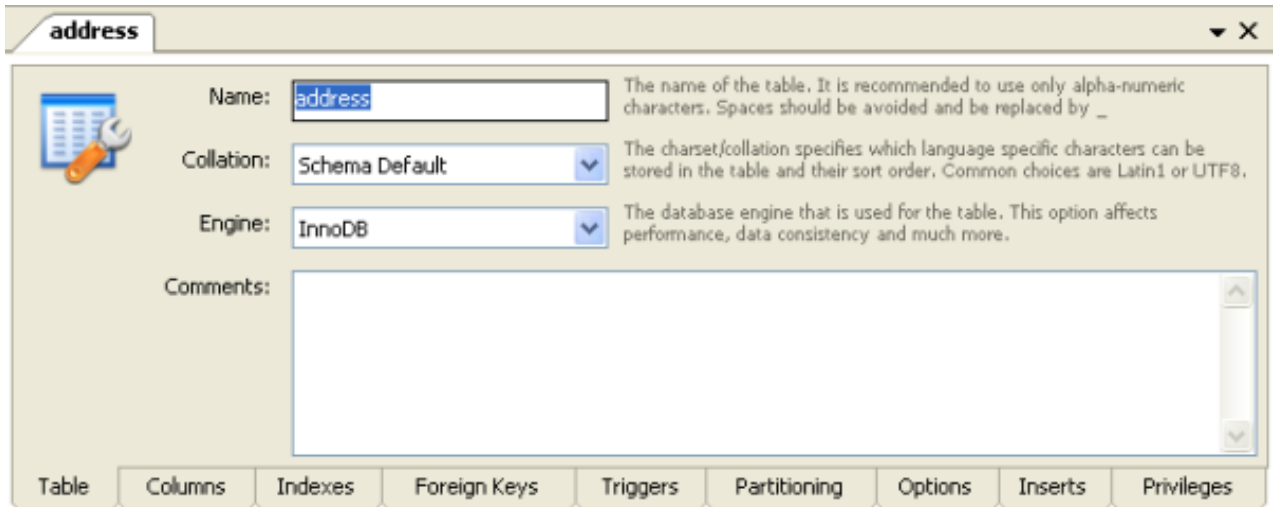 address
Name:
address
The name of the table. It is recommended to use only alpha-numeric
characters. Spaces should be avoided and be replaced by _
Collation:
Schema Default
The charset/collation specifies which language specific characters can be
stored in the table and their sort order. Common choices are Latin1 or UTF8.
Engine:
InnoDB
The database engine that is used for the table. This option affects
performance, data consistency and much more.
Comments:
Table Columns Indexes Foreign Keys Triggers Partitioning Options Inserts Privileges